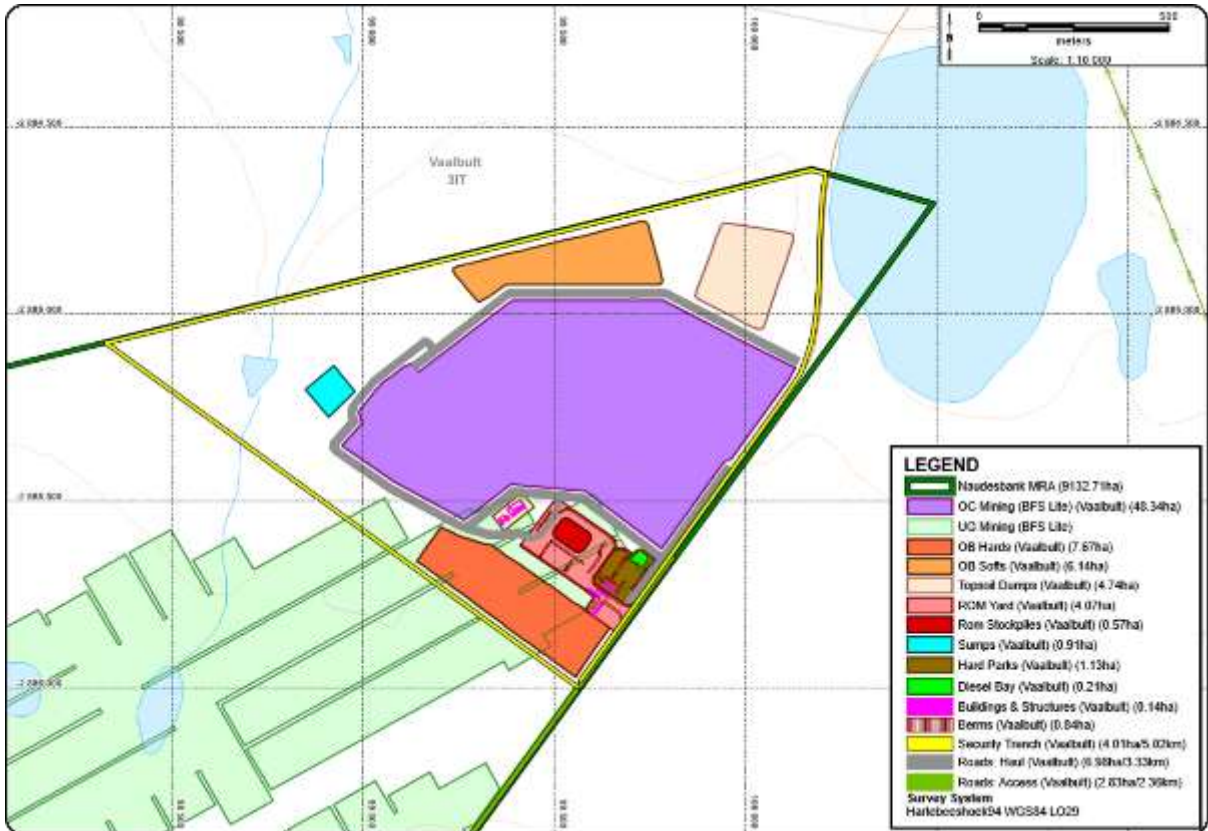 0 500
meters
Scale: 1:10 000
Vaalbult
3IT
LEGEND
Naudesbank MRA (9132.71ha)
OC Mining (BFS Lite) (Vaalbult) (48.34ha)
UG Mining (BFS Lite)
OB Hards (Vaalbult) (7.67ha)
OB Softs (Vaalbult) (6.14ha)
Topsoil Dumps (Vaalbult) (4.74ha)
ROM Yard (Vaalbult) (4.07ha)
Rom Stockpiles (Vaalbult) (0.57ha)
Sumps (Vaalbult) (0.91ha)
Hard Parks (Vaalbult) (1.13ha)
Diesel Bay (Vaalbult) (0.21ha)
Buildings & Structures (Vaalbult) (0.14ha)
Berms (Vaalbult) (0.84ha)
Security Trench (Vaalbult) (4.01ha/5.02km)
Roads: Haul (Vaalbult) (6.98ha/3.33km)
Roads: Access (Vaalbult) (2.83ha/2.36km)
Survey System
Hartebeeshoek94 WGS84 LO29